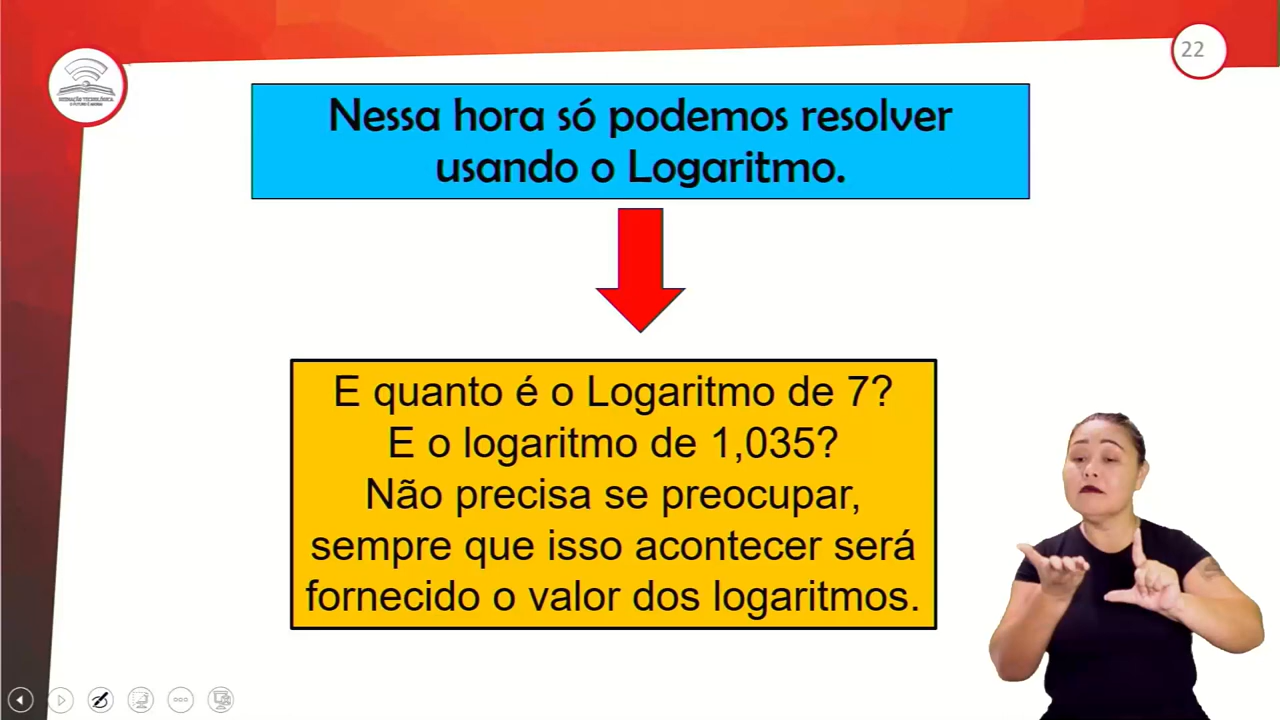 22
Nessa hora só podemos resolver
usando o Logaritmo.
E quanto é o Logaritmo de 7?
E o logaritmo de 1,035?
Não precisa se preocupar,
sempre que isso acontecer será
fornecido o valor dos logaritmos.